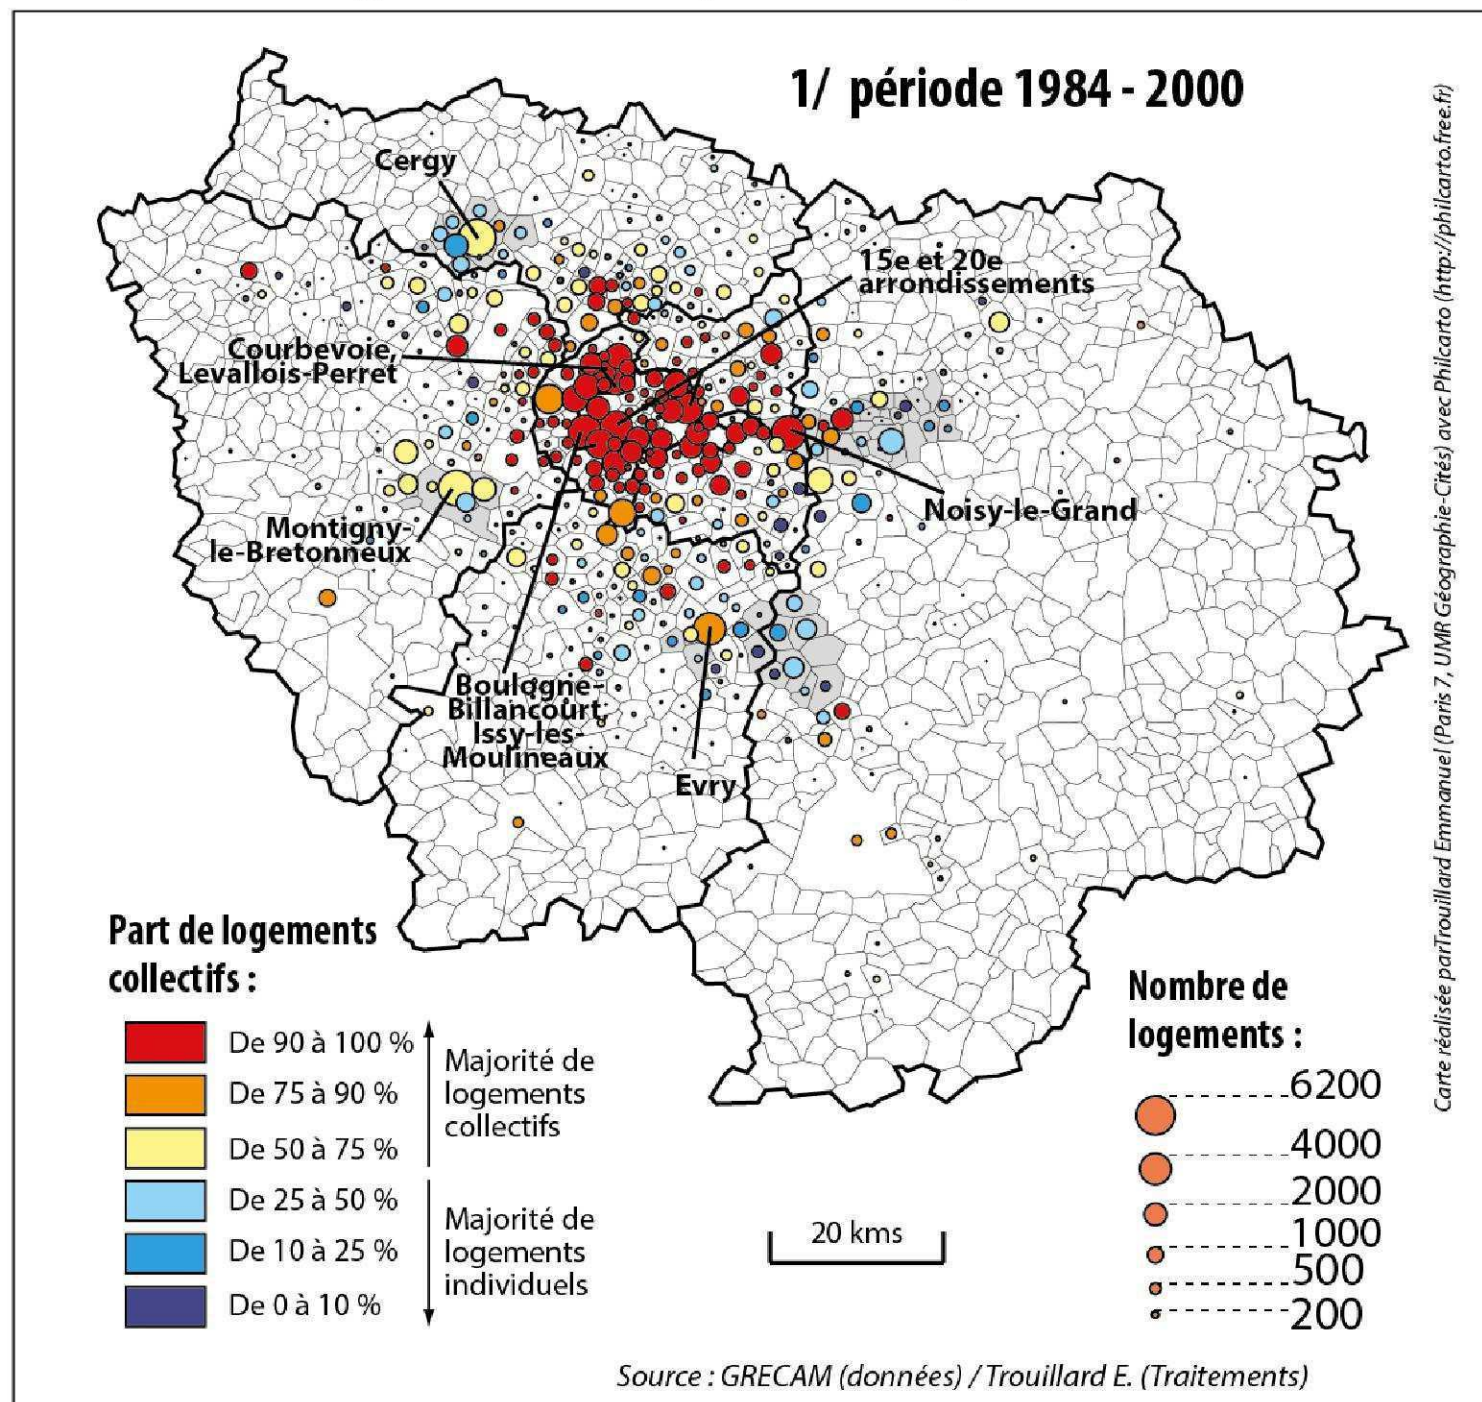 1/ période 1984 - 2000
Cergy
15e et 20e
arrondissements
Courbevoie,
Levallois-Perret
Noisy-le-Grand
Montigny-
le-Bretonneux
Boulogne-
Billancourt,
Issy-les-
Moulineaux
Evry
Part de logements
collectifs :
De 90 à 100 %
De 75 à 90 %
De 50 à 75 %
De 25 à 50 %
De 10 à 25 %
De 0 à 10 %
Majorité de
logements
collectifs
Majorité de
logements
individuels
20 kms
Nombre de
logements :
6200
4000
2000
1000
500
200
Source : GRECAM (données) / Trouillard E. (Traitements)
Carte réalisée parTrouillard Emmanuel (Paris 7, UMR Géographie-Cités) avec Philcarto (http://philcarto.free.fr)